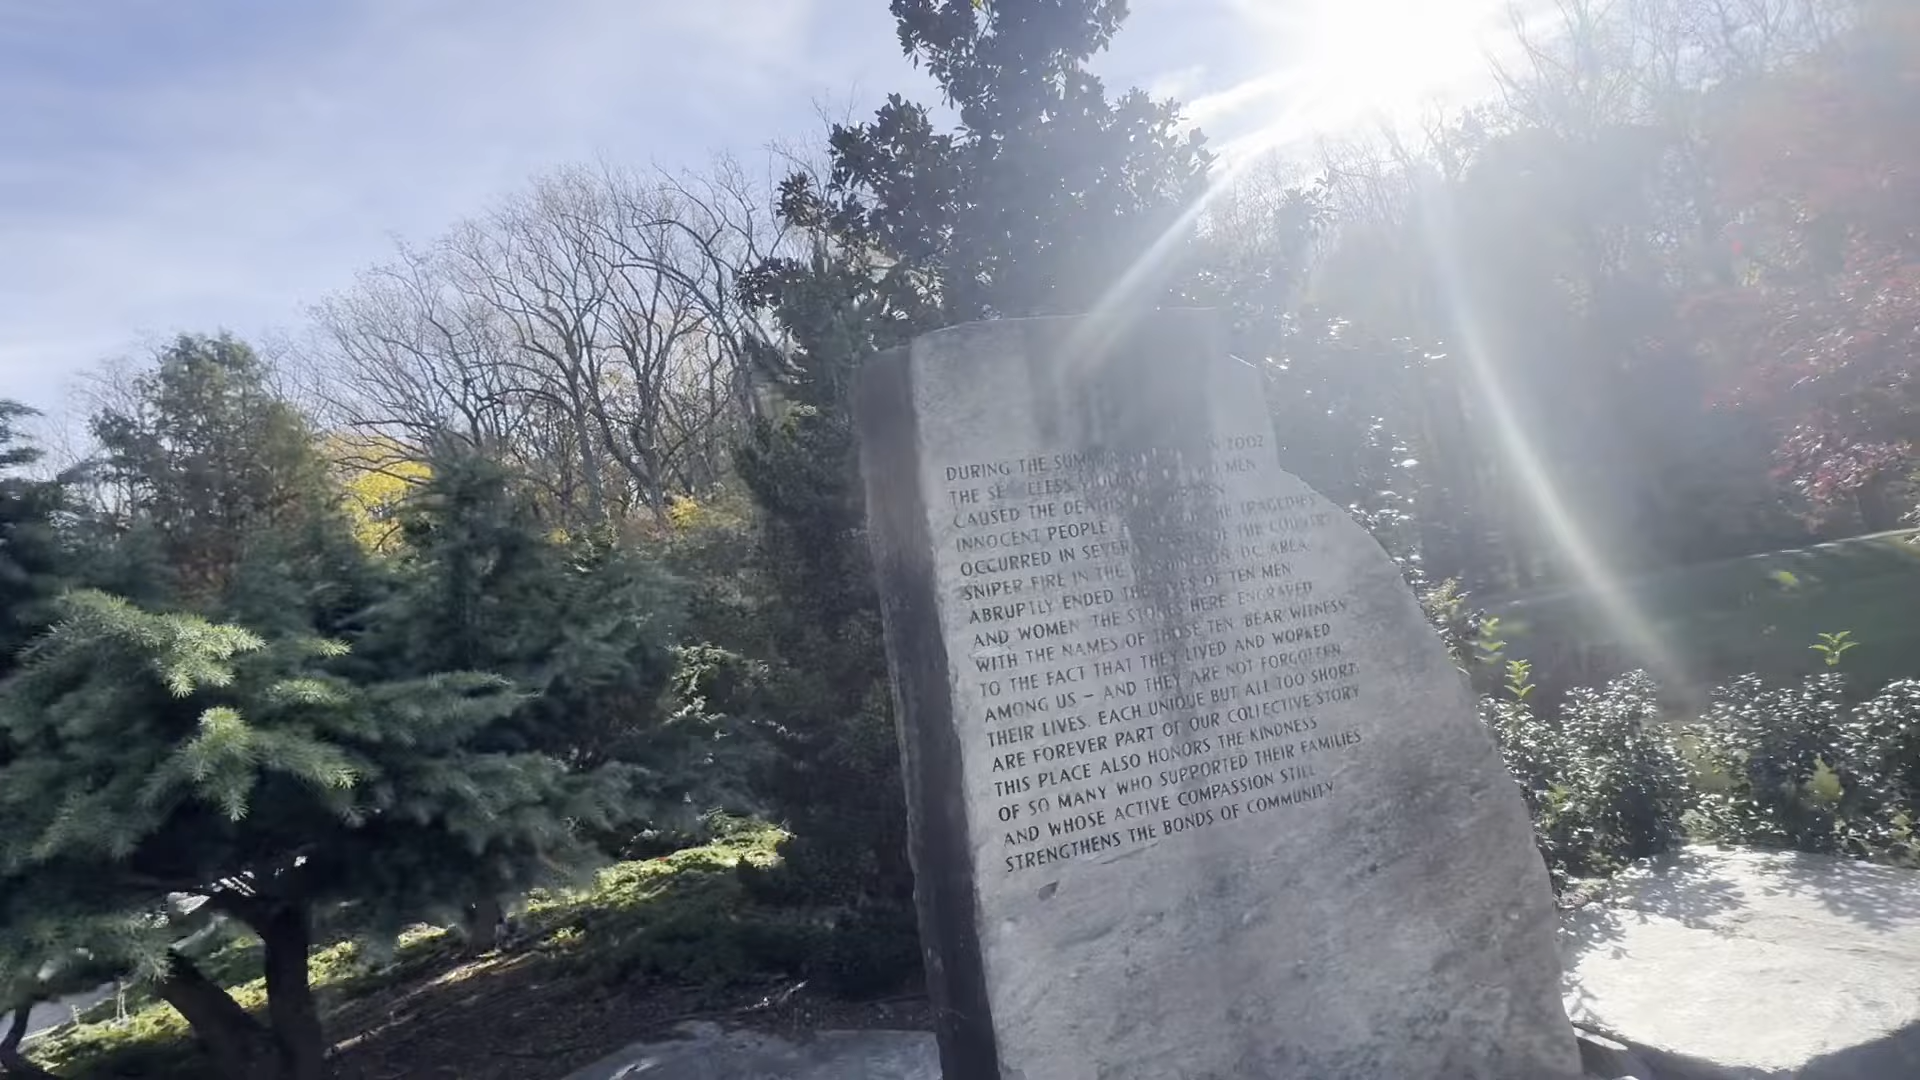 DURING THE IN 2002
THE MEN
CAUSED THE DEATHS
INNOCENT PEOPLE. THE TRAGEDIES
OCCURRED IN OF THE COUNTRY
SNIPER FIRE IN THE WASHINGTON, DC AREA
ABRUPTLY ENDED THE LIVES OF TEN MEN
AND WOMEN THE STONES HERE ENGRAVED
WITH THE NAMES OF THOSE TEN BEAR WITNESS
TO THE FACT THAT THEY LIVED AND WORKED
AMONG US – AND THEY ARE NOT FORGOTTEN.
THEIR LIVES, EACH UNIQUE BUT ALL TOO SHORT,
ARE FOREVER PART OF OUR COLLECTIVE STORY
THIS PLACE ALSO HONORS THE KINDNESS
OF SO MANY WHO SUPPORTED THEIR FAMILIES
AND WHOSE ACTIVE COMPASSION STILL
STRENGTHENS THE BONDS OF COMMUNITY